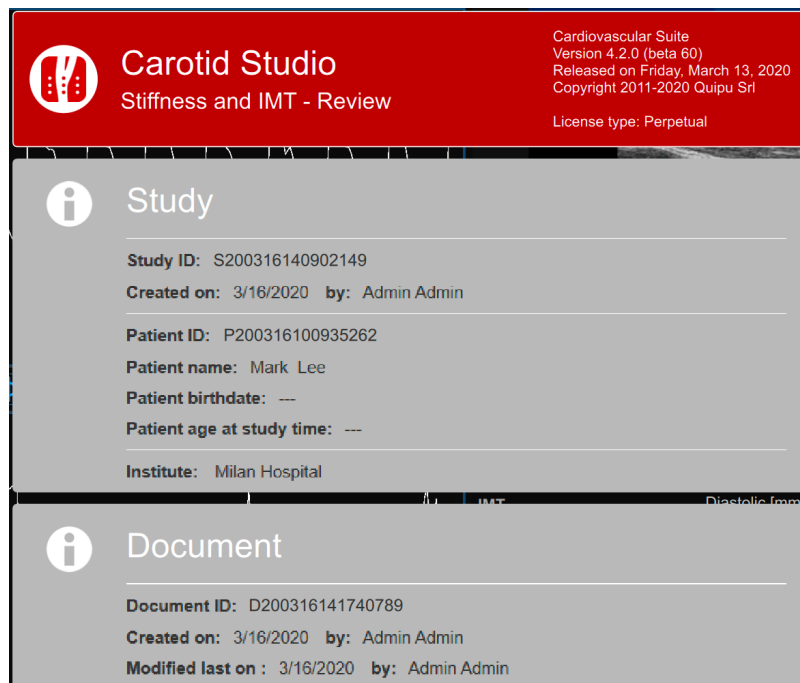 Carotid Studio
Stiffness and IMT - Review
Cardiovascular Suite
Version 4.2.0 (beta 60)
Released on Friday, March 13, 2020
Copyright 2011-2020 Quipu Srl
License type: Perpetual
Study
Study ID: S200316140902149
Created on: 3/16/2020 by: Admin Admin
Patient ID: P200316100935262
Patient name: Mark Lee
Patient birthdate: ---
Patient age at study time: ---
Institute: Milan Hospital
IMT
Diastolic [mm
Document
Document ID: D200316141740789
Created on: 3/16/2020 by: Admin Admin
Modified last on : 3/16/2020 by: Admin Admin